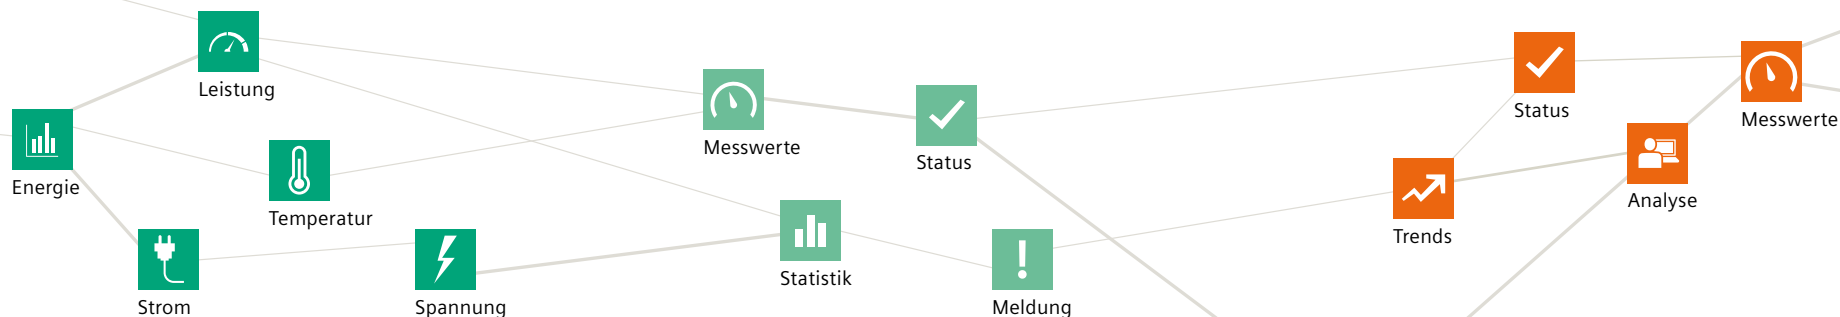 Leistung
Energie
Temperatur
Strom
Spannung
Messwerte
Status
Statistik
Meldung
Status
Messwerte
Analyse
Trends